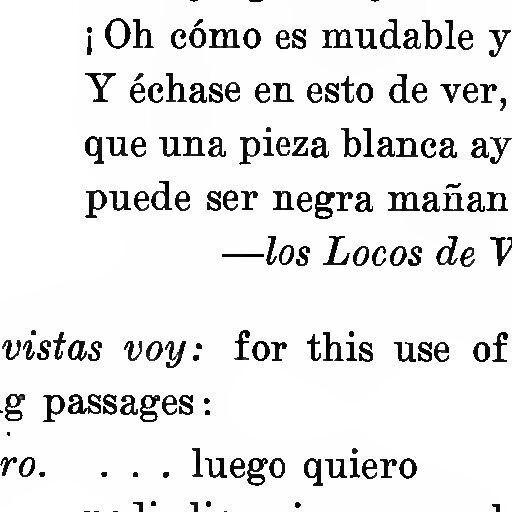 ¡Oh cómo es mudable y
Y échase en esto de ver,
que una pieza blanca ay
puede ser negra mañan
—los Locos de V
vistas voy: for this use of
g passages:
ro. . . . luego quiero